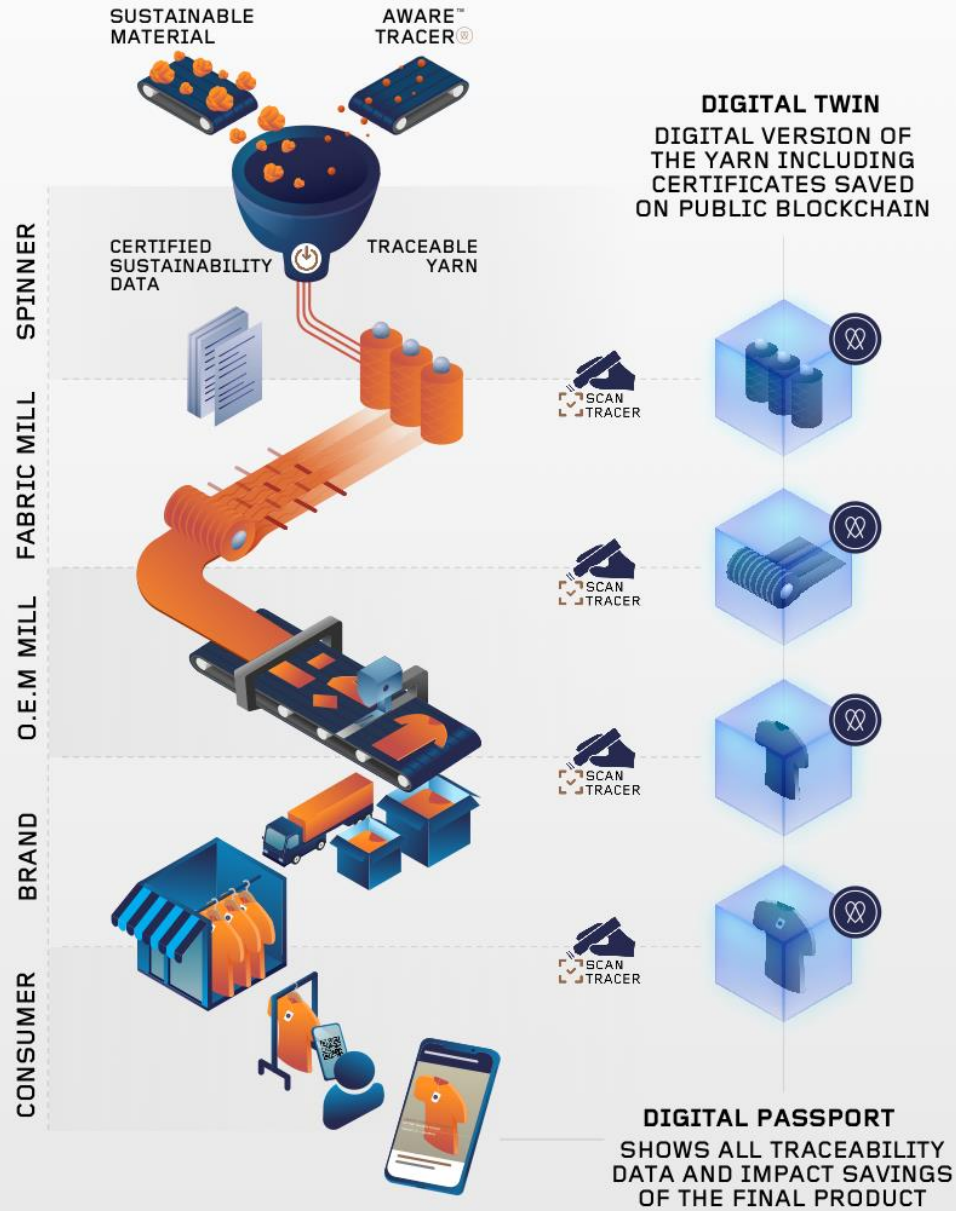 SUSTAINABLE
MATERIAL
AWARE™
TRACER
DIGITAL TWIN
DIGITAL VERSION OF
THE YARN INCLUDING
CERTIFICATES SAVED
ON PUBLIC BLOCKCHAIN
SPINNER
CERTIFIED
SUSTAINABILITY
DATA
TRACEABLE
YARN
SCAN
TRACER
FABRIC MILL
SCAN
TRACER
O.E.M MILL
SCAN
TRACER
BRAND
SCAN
TRACER
CONSUMER
DIGITAL PASSPORT
SHOWS ALL TRACEABILITY
DATA AND IMPACT SAVINGS
OF THE FINAL PRODUCT